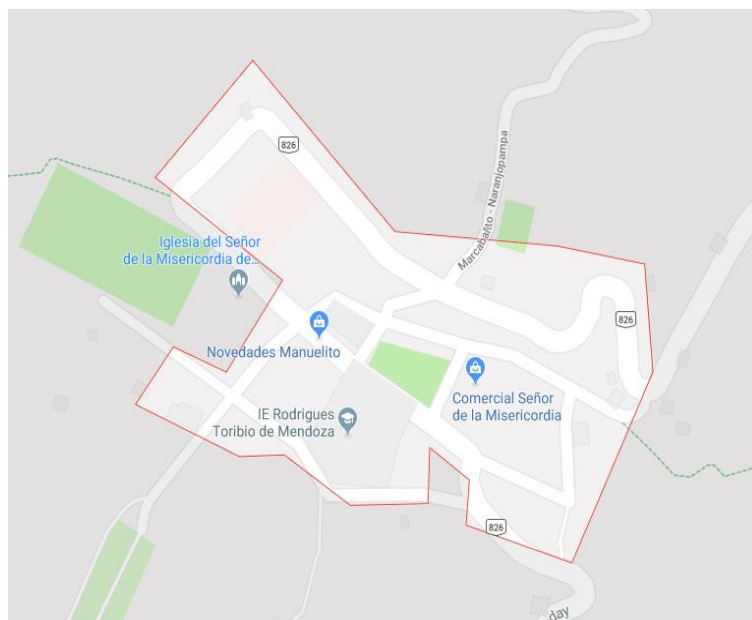 826
Marcabalito - Naranjopampa
Iglesia del Señor
de la Misericordia de...
826
Novedades Manuelito
Comercial Señor
de la Misericordia
IE Rodrigues
Toribio de Mendoza
826
day